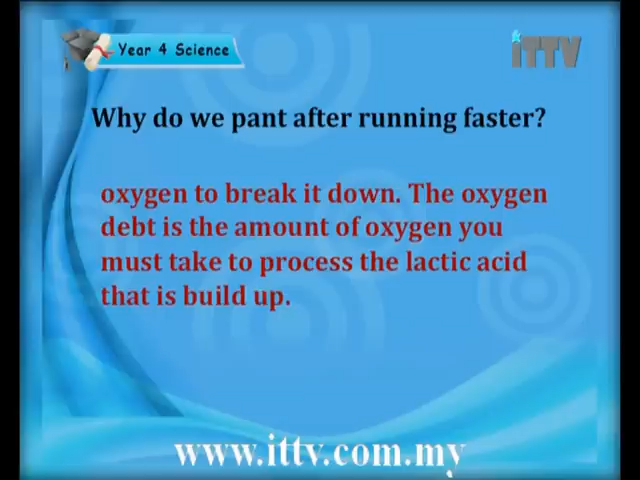 Year 4 Science
iTTV
Why do we pant after running faster?
oxygen to break it down. The oxygen
debt is the amount of oxygen you
must take to process the lactic acid
that is build up.
www.ittv.com.my